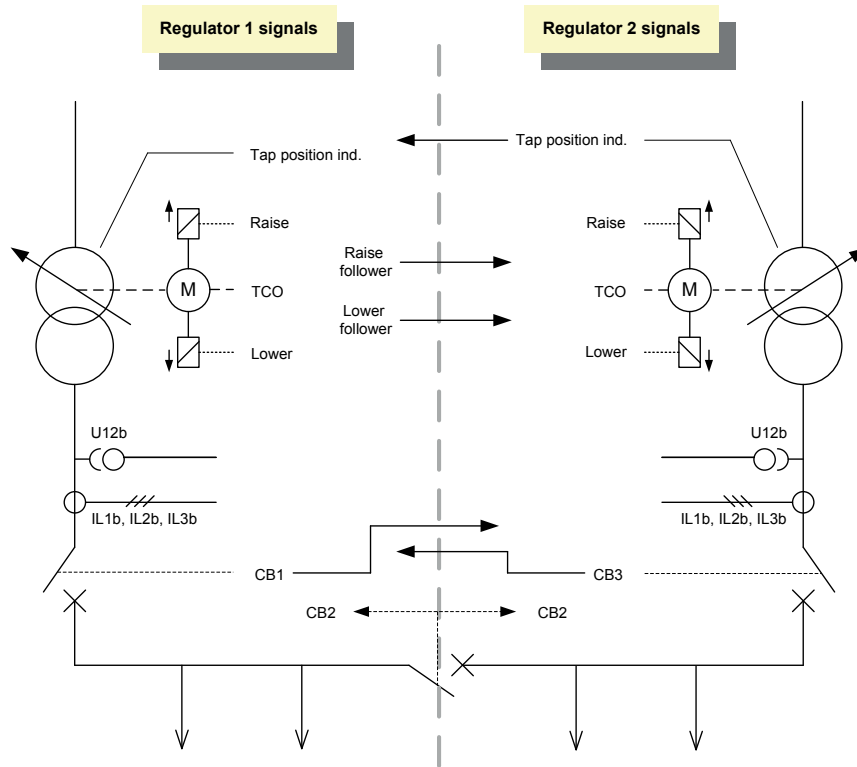 Regulator 1 signals
Regulator 2 signals
Tap position ind.
Tap position ind.
Raise
Raise
Raise
follower
M
TCO
TCO
M
Lower
follower
Lower
Lower
U12b
U12b
IL1b, IL2b, IL3b
IL1b, IL2b, IL3b
CB1
CB3
CB2
CB2